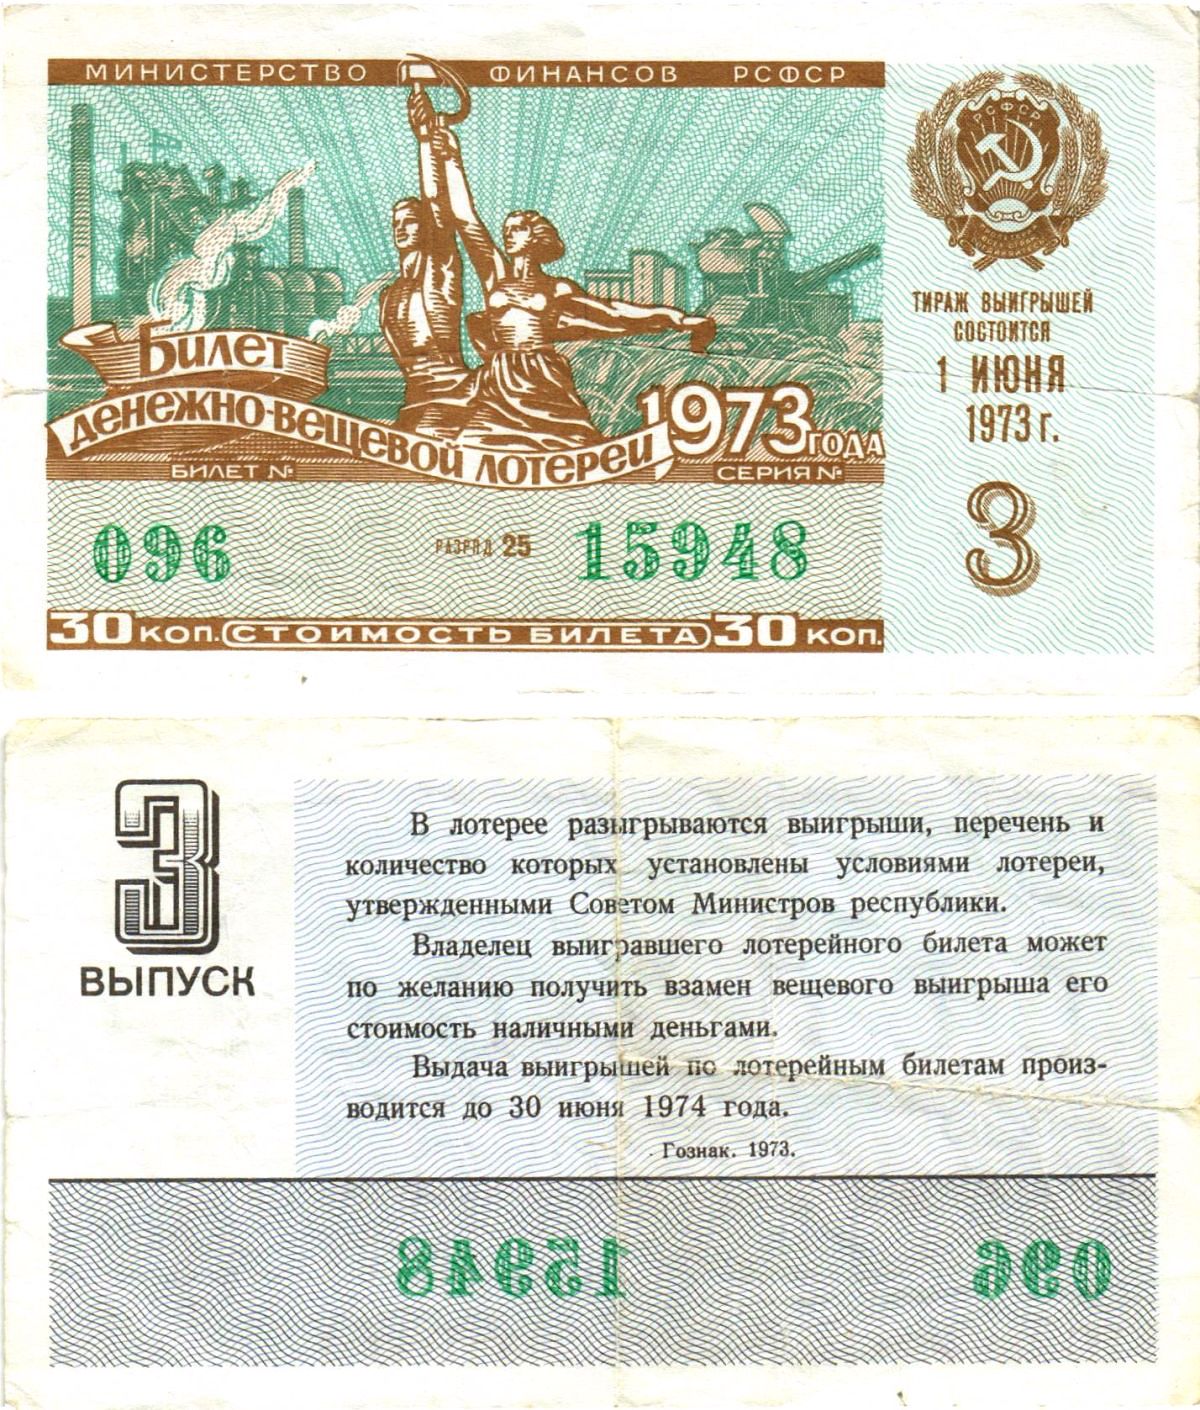 МИНИСТЕРСТВО ФИНАНСОВ РСФСР
РСФСР
ТИРАЖ ВЫИГРЫШЕЙ
СОСТОИТСЯ
1 ИЮНЯ
1973 г.
3
Билет
денежно-вещевой лотереи 1973 ГОДА
БИЛЕТ № СЕРИЯ №
096 РАЗРЯД 25 15948
30 КОП. СТОИМОСТЬ БИЛЕТА 30 КОП.
3
ВЫПУСК
В лотерее разыгрываются выигрыши, перечень и
количество которых установлены условиями лотереи,
утвержденными Советом Министров республики.
Владелец выигравшего лотерейного билета может
по желанию получить взамен вещевого выигрыша его
стоимость наличными деньгами.
Выдача выигрышей по лотерейным билетам произ-
водится до 30 июня 1974 года.
Гознак. 1973.
15948 096